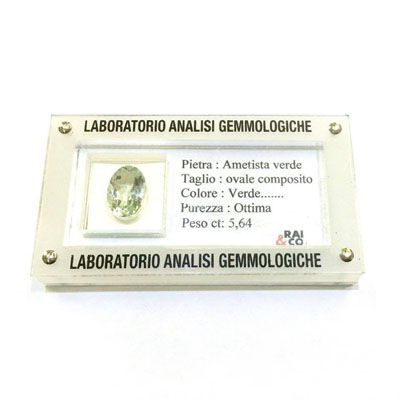 LABORATORIO ANALISI GEMMOLOGICHE
Pietra : Ametista verde
Taglio : ovale composito
Colore : Verde.......
Purezza : Ottima
Peso ct: 5,64
RAI
&CO
LABORATORIO ANALISI GEMMOLOGICHE